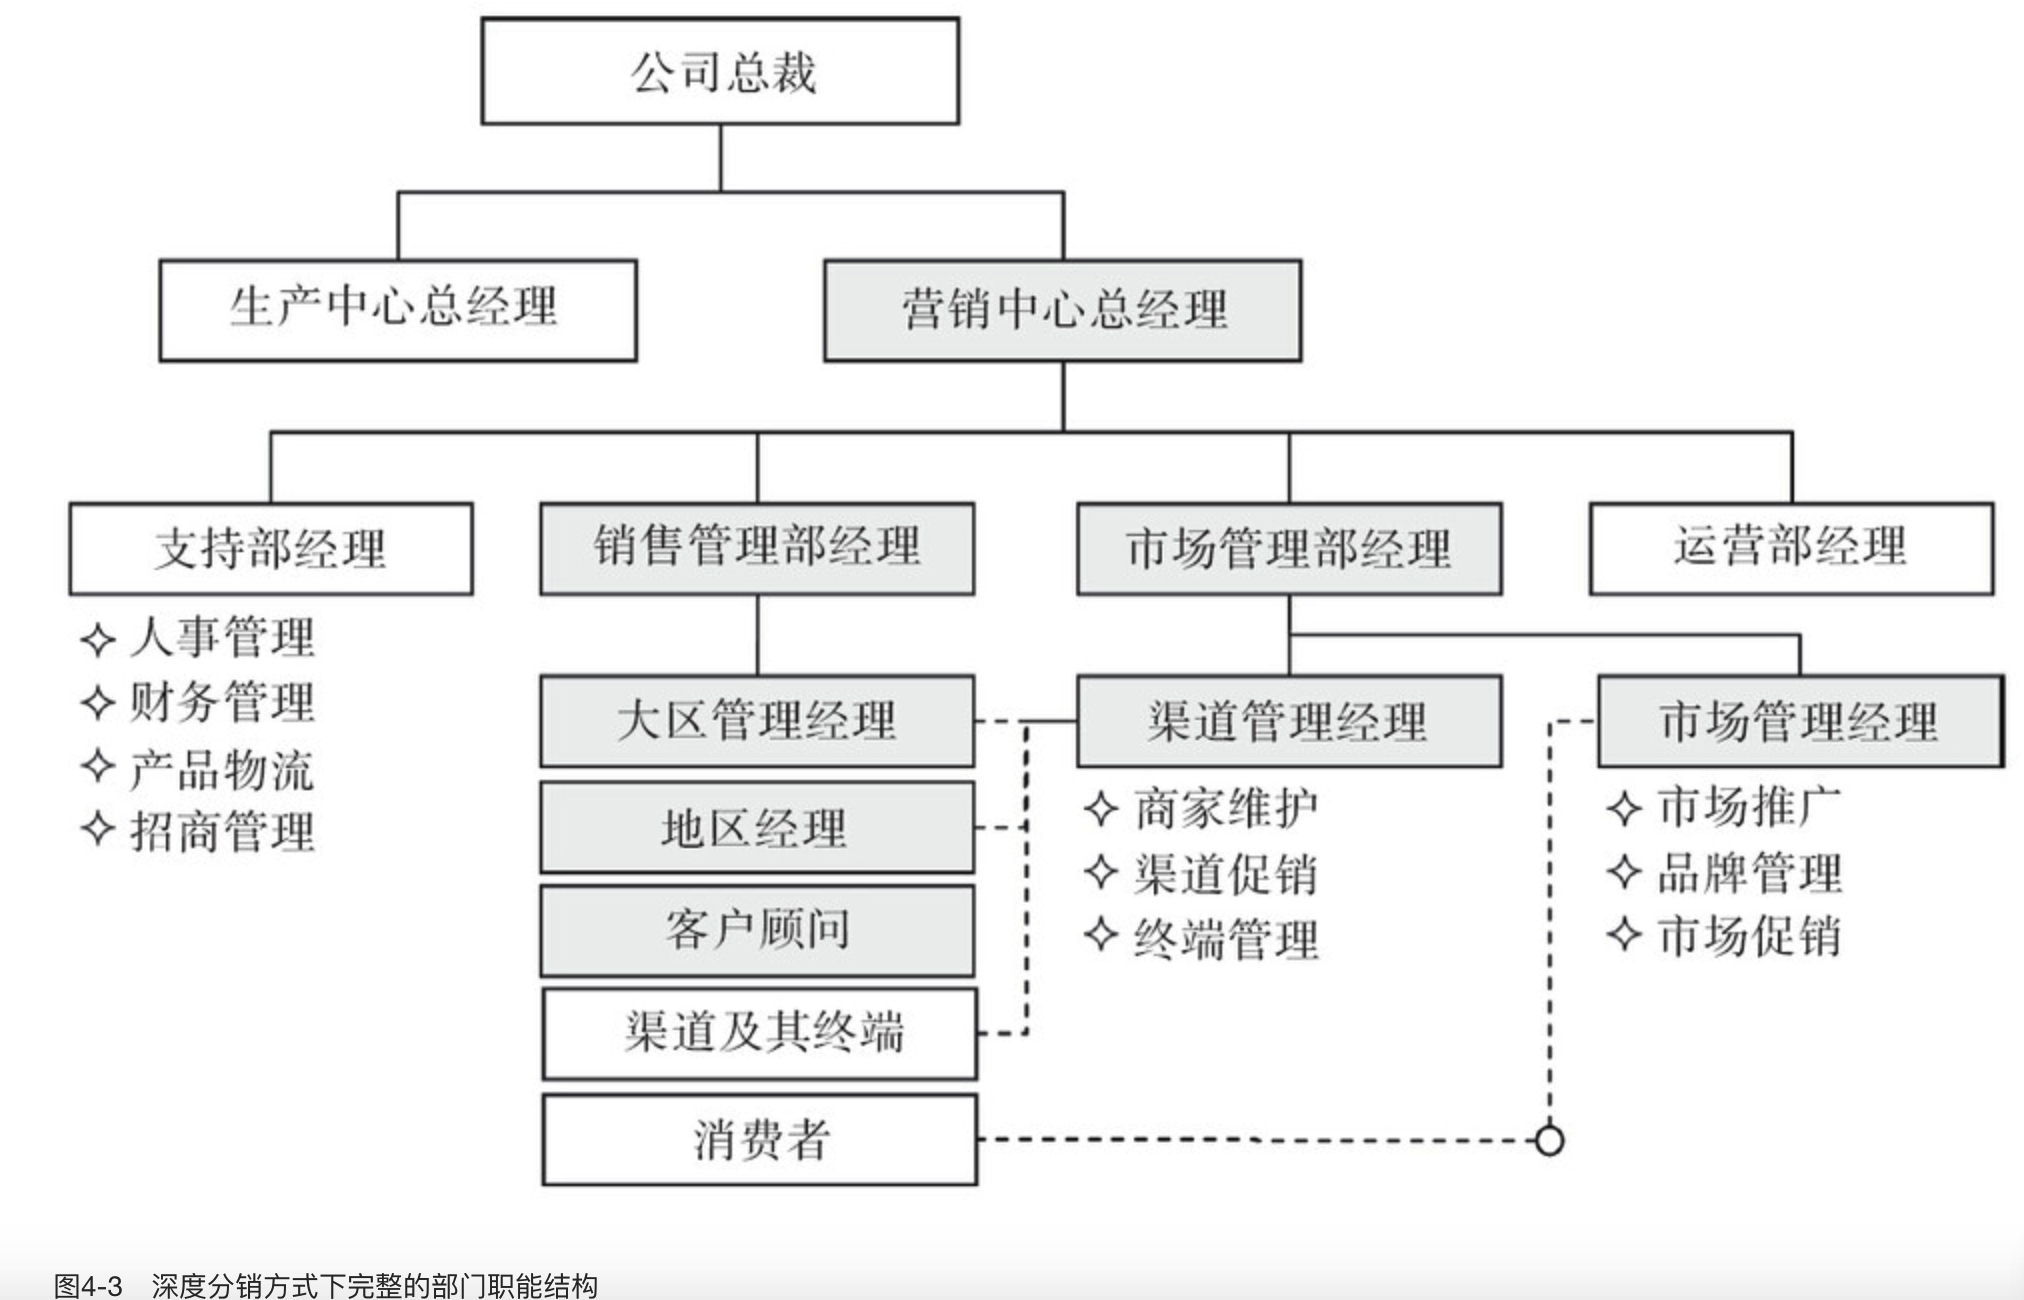 公司总裁
生产中心总经理
营销中心总经理
支持部经理
销售管理部经理
市场管理部经理
运营部经理
人事管理
财务管理
产品物流
招商管理
大区管理经理
地区经理
客户顾问
渠道及其终端
消费者
渠道管理经理
商家维护
渠道促销
终端管理
市场管理经理
市场推广
品牌管理
市场促销
图4-3 深度分销方式下完整的部门职能结构